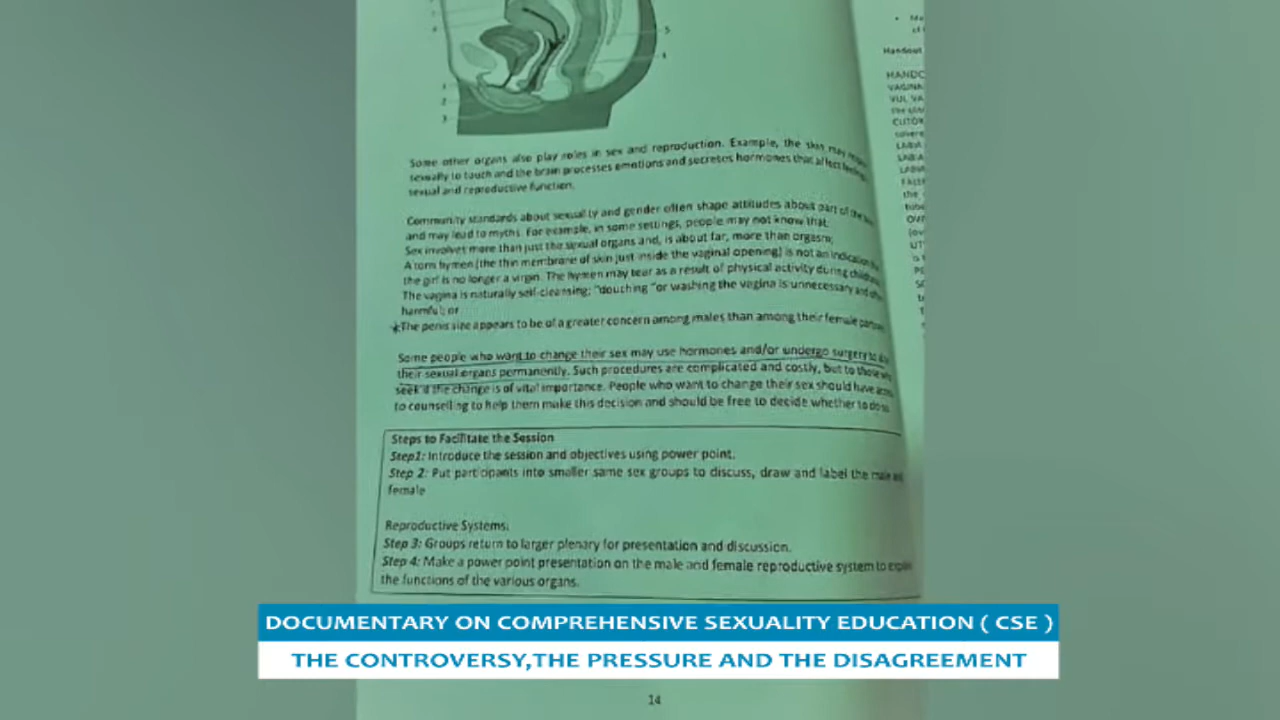 5
4
1
2
3
Some other organs also play roles in sex and reproduction. Example, the skin may
sexually to touch and the brain processes emotions and secretes hormones that affect feelings
sexual and reproductive function.
Community standards about sexuality and gender often shape attitudes about part of the
and may lead to myths. For example, in some settings, people may not know that:
Sex involves more than just the sexual organs and, is about far, more than orgasm;
A torn hymen (the thin membrane of skin just inside the vaginal opening) is not an indication
the girl is no longer a virgin. The hymen may tear as a result of physical activity during
The vagina is naturally self-cleansing; "douching "or washing the vagina is unnecessary and
harmful; or
The penis size appears to be of a greater concern among males than among their female
Some people who want to change their sex may use hormones and/or undergo surgery to
their sexual organs permanently. Such procedures are complicated and costly, but to those
seek it the change is of vital importance. People who want to change their sex should have
to counselling to help them make this decision and should be free to decide whether to do
Steps to Facilitate the Session
Step1: Introduce the session and objectives using power point.
Step 2: Put participants into smaller same sex groups to discuss, draw and label the male
female
Reproductive Systems.
Step 3: Groups return to larger plenary for presentation and discussion.
Step 4: Make a power point presentation on the male and female reproductive system to
the functions of the various organs.
14
Handout
VAGINA
LABIA
LABIA
DOCUMENTARY ON COMPREHENSIVE SEXUALITY EDUCATION ( CSE )
THE CONTROVERSY,THE PRESSURE AND THE DISAGREEMENT